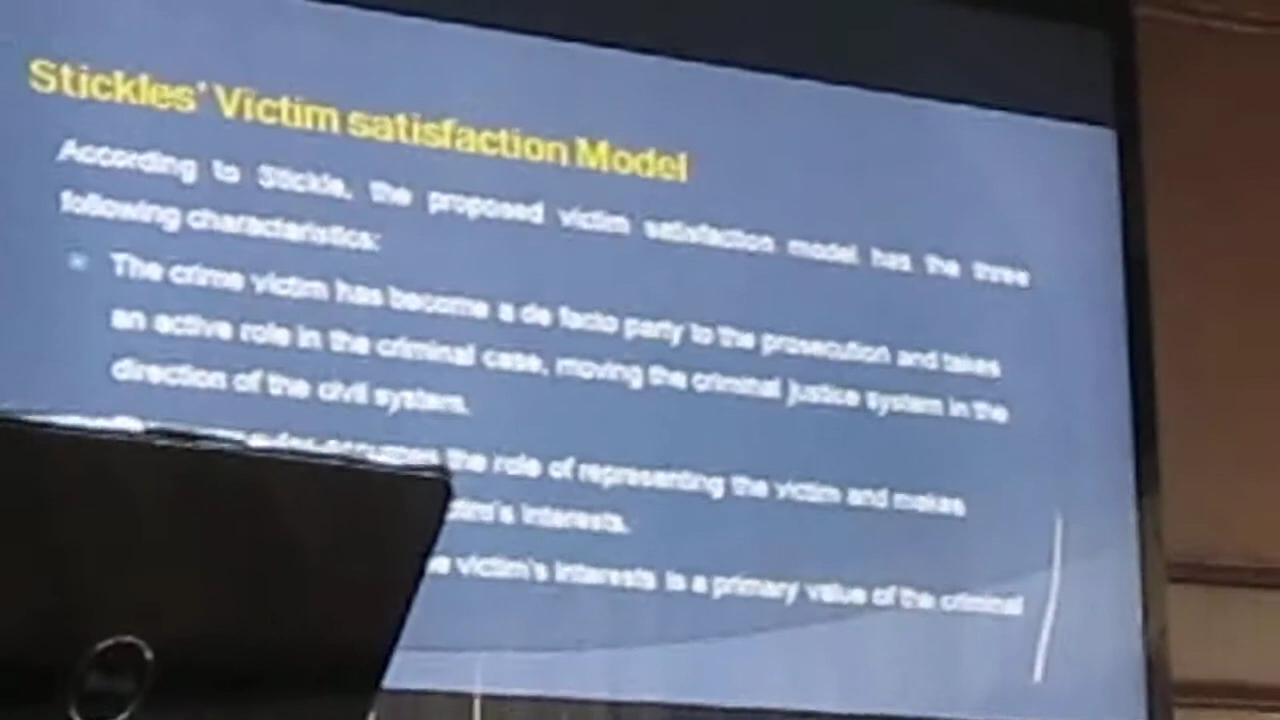 Stickles' Victim satisfaction Model
According to Stickle, the proposed victim satisfaction model has the three
following characteristics:
The crime victim has become a de facto party to the prosecution and takes
an active role in the criminal case, moving the criminal justice system in the
direction of the civil system.
the role of representing the victim and makes
interests.
victim's interests is a primary value of the criminal